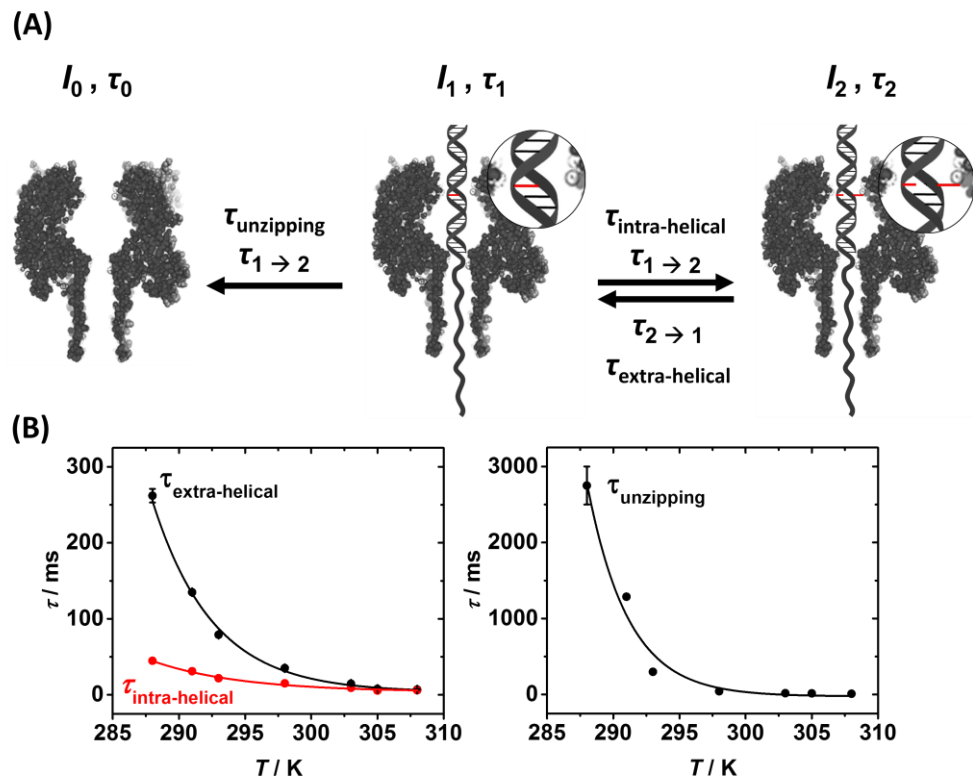 (A)
I0 , τ0
I1 , τ1
I2 , τ2
τunzipping
τ1 → 2
τintra-helical
τ1 → 2
τ2 → 1
τextra-helical
(B)
300
200
100
0
τ / ms
τextra-helical
τintra-helical
285 290 295 300 305 310
T / K
3000
2000
1000
0
τ / ms
τunzipping
285 290 295 300 305 310
T / K